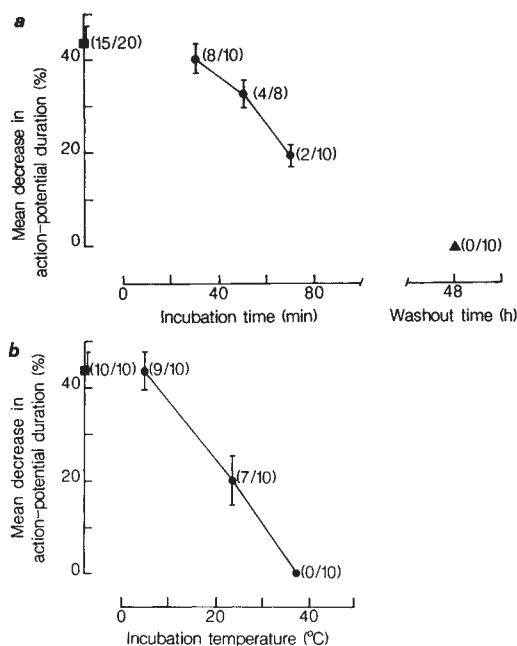 a
(15/20)
(8/10)
(4/8)
(2/10)
(0/10)
40
20
0
Mean decrease in
action-potential duration (%)
0 40 80 48
Incubation time (min) Washout time (h)
b
(10/10) (9/10)
(7/10)
(0/10)
40
20
0
Mean decrease in
action-potential duration (%)
0 20 40
Incubation temperature (°C)